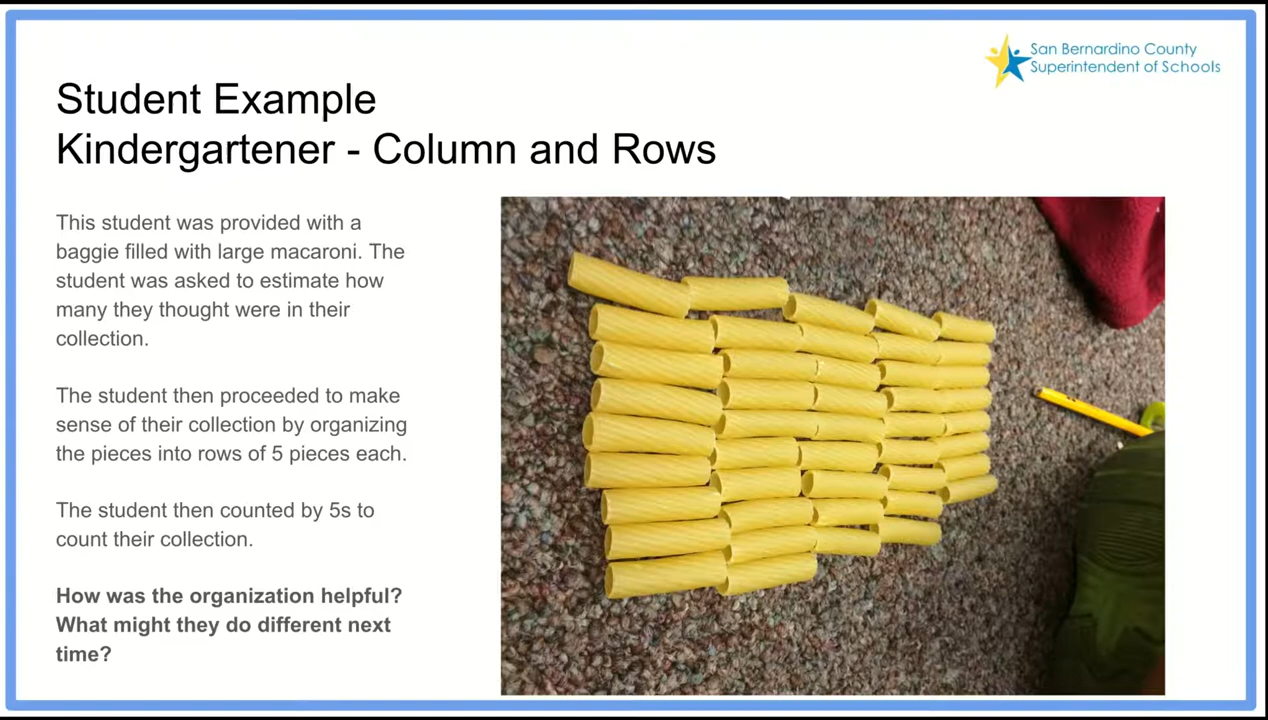 San Bernardino County
Superintendent of Schools
Student Example
Kindergartener - Column and Rows
This student was provided with a
baggie filled with large macaroni. The
student was asked to estimate how
many they thought were in their
collection.
The student then proceeded to make
sense of their collection by organizing
the pieces into rows of 5 pieces each.
The student then counted by 5s to
count their collection.
How was the organization helpful?
What might they do different next
time?